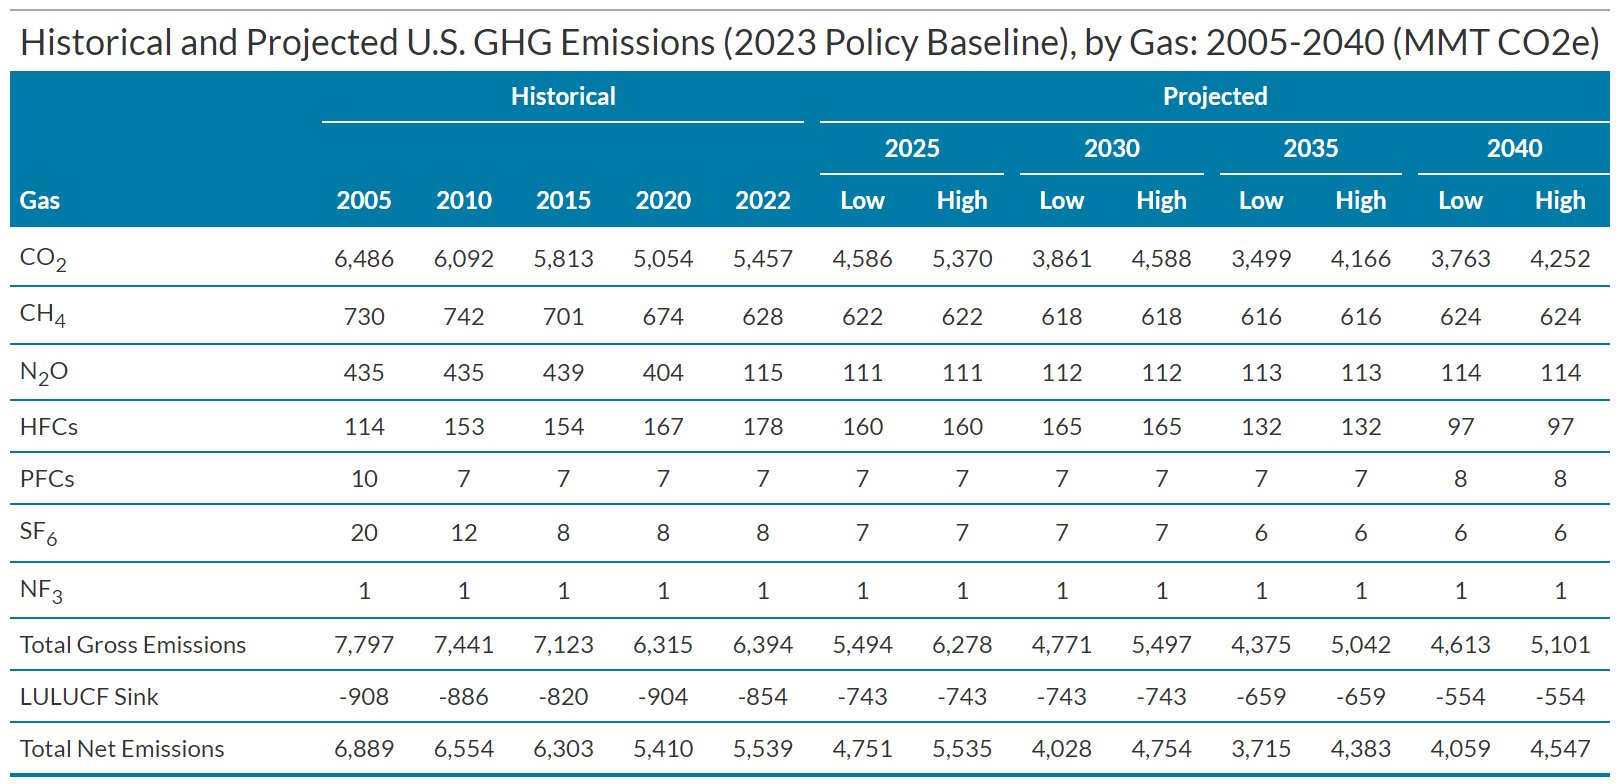 Historical and Projected U.S. GHG Emissions (2023 Policy Baseline), by Gas: 2005-2040 (MMT CO2e)
Historical Projected
2025 2030 2035 2040
Gas 2005 2010 2015 2020 2022 Low High Low High Low High Low High
CO2 6,486 6,092 5,813 5,054 5,457 4,586 5,370 3,861 4,588 3,499 4,166 3,763 4,252
CH4 730 742 701 674 628 622 622 618 618 616 616 624 624
N2O 435 435 439 404 115 111 111 112 112 113 113 114 114
HFCs 114 153 154 167 178 160 160 165 165 132 132 97 97
PFCs 10 7 7 7 7 7 7 7 7 7 7 8 8
SF6 20 12 8 8 8 7 7 7 7 6 6 6 6
NF3 1 1 1 1 1 1 1 1 1 1 1 1 1
Total Gross Emissions 7,797 7,441 7,123 6,315 6,394 5,494 6,278 4,771 5,497 4,375 5,042 4,613 5,101
LULUCF Sink -908 -886 -820 -904 -854 -743 -743 -743 -743 -659 -659 -554 -554
Total Net Emissions 6,889 6,554 6,303 5,410 5,539 4,751 5,535 4,028 4,754 3,715 4,383 4,059 4,547